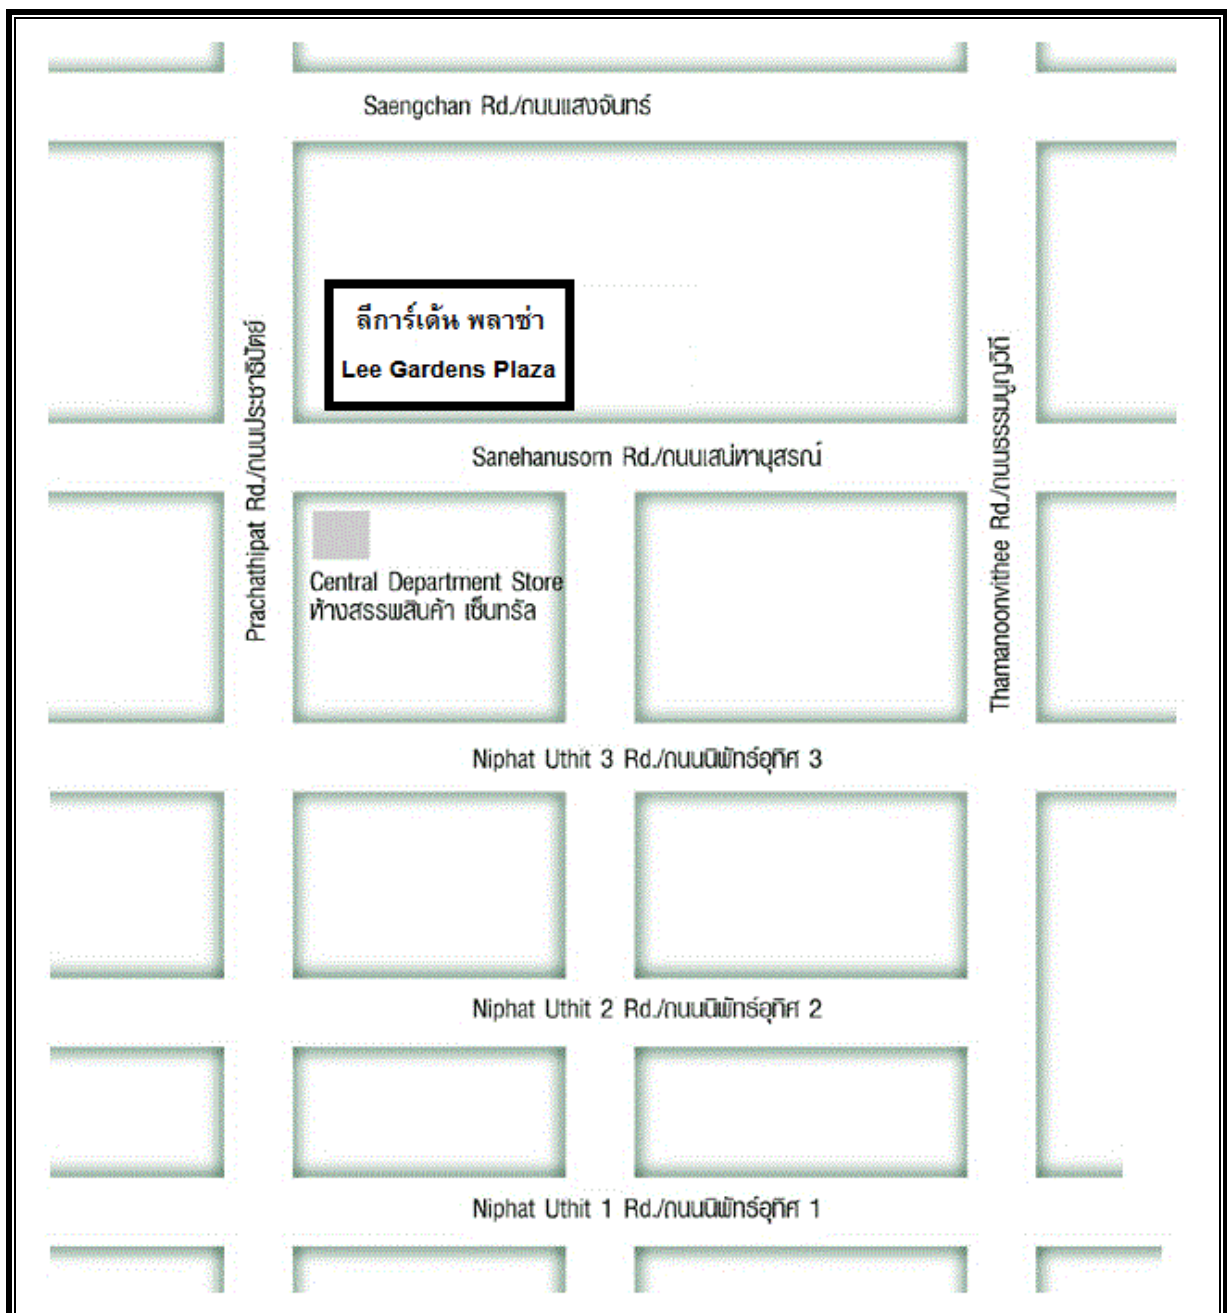 Saengchan Rd./ถนนแสงจันทร์
ลีการ์เด้น พลาซ่า
Lee Gardens Plaza
Prachathipat Rd./ถนนประชาธิปัตย์
Thamanoonvithee Rd./ถนนธรรมนูญวิถี
Sanehanusorn Rd./ถนนเสน่หานุสรณ์
Central Department Store
ห้างสรรพสินค้า เซ็นทรัล
Niphat Uthit 3 Rd./ถนนนิพัทธ์อุทิศ 3
Niphat Uthit 2 Rd./ถนนนิพัทธ์อุทิศ 2
Niphat Uthit 1 Rd./ถนนนิพัทธ์อุทิศ 1